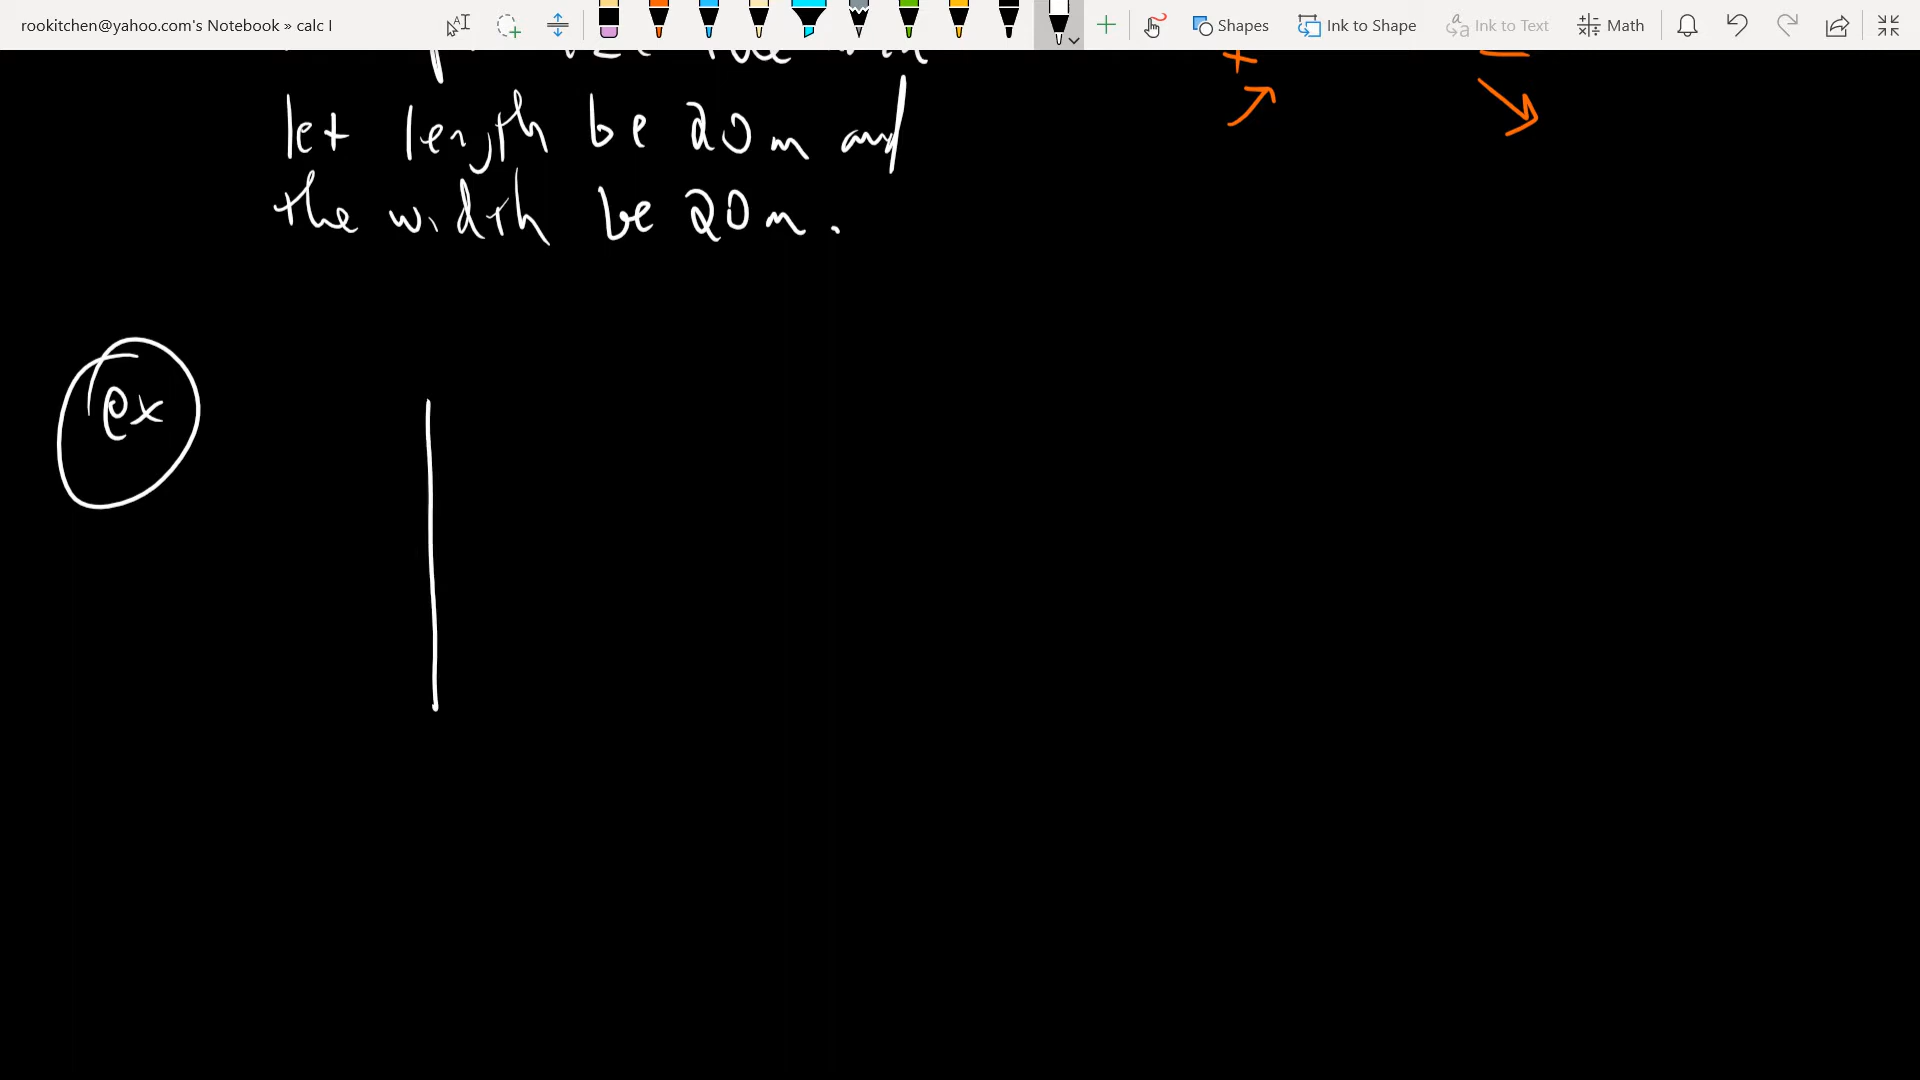 rookitchen@yahoo.com's Notebook » calc I
Shapes Ink to Shape Ink to Text Math
let length be 20 m and
the width be 20 m.
+ −
ex